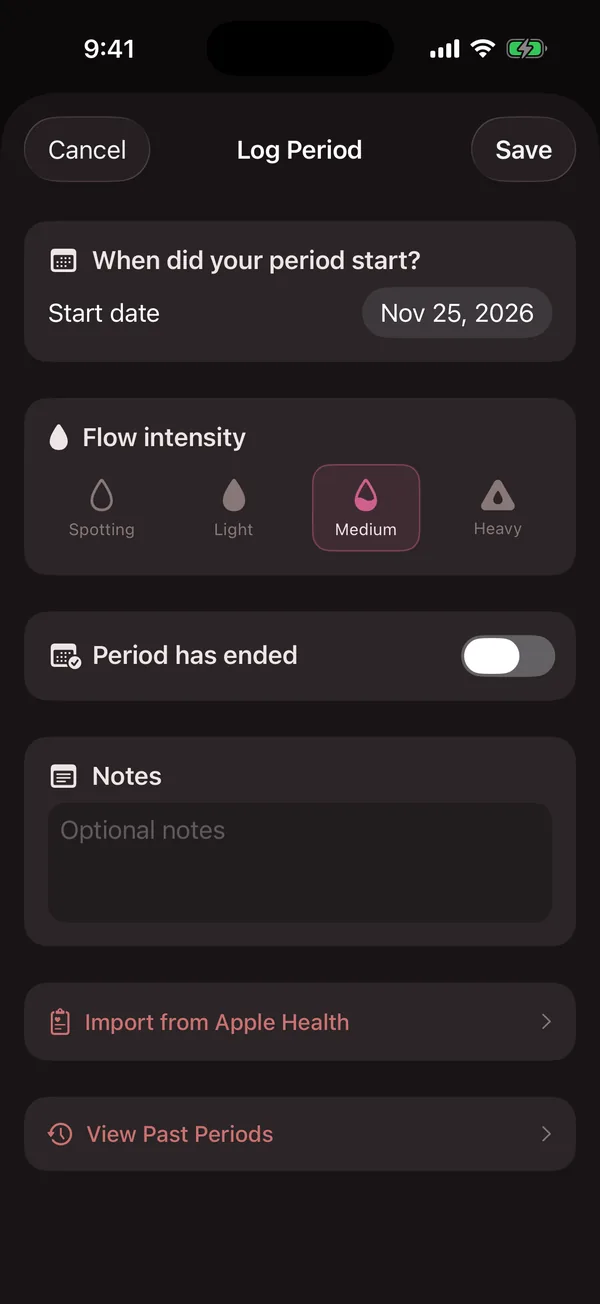 9:41
Cancel
Log Period
Save
When did your period start?
Start date
Nov 25, 2026
Flow intensity
Spotting
Light
Medium
Heavy
Period has ended
Notes
Optional notes
Import from Apple Health
View Past Periods